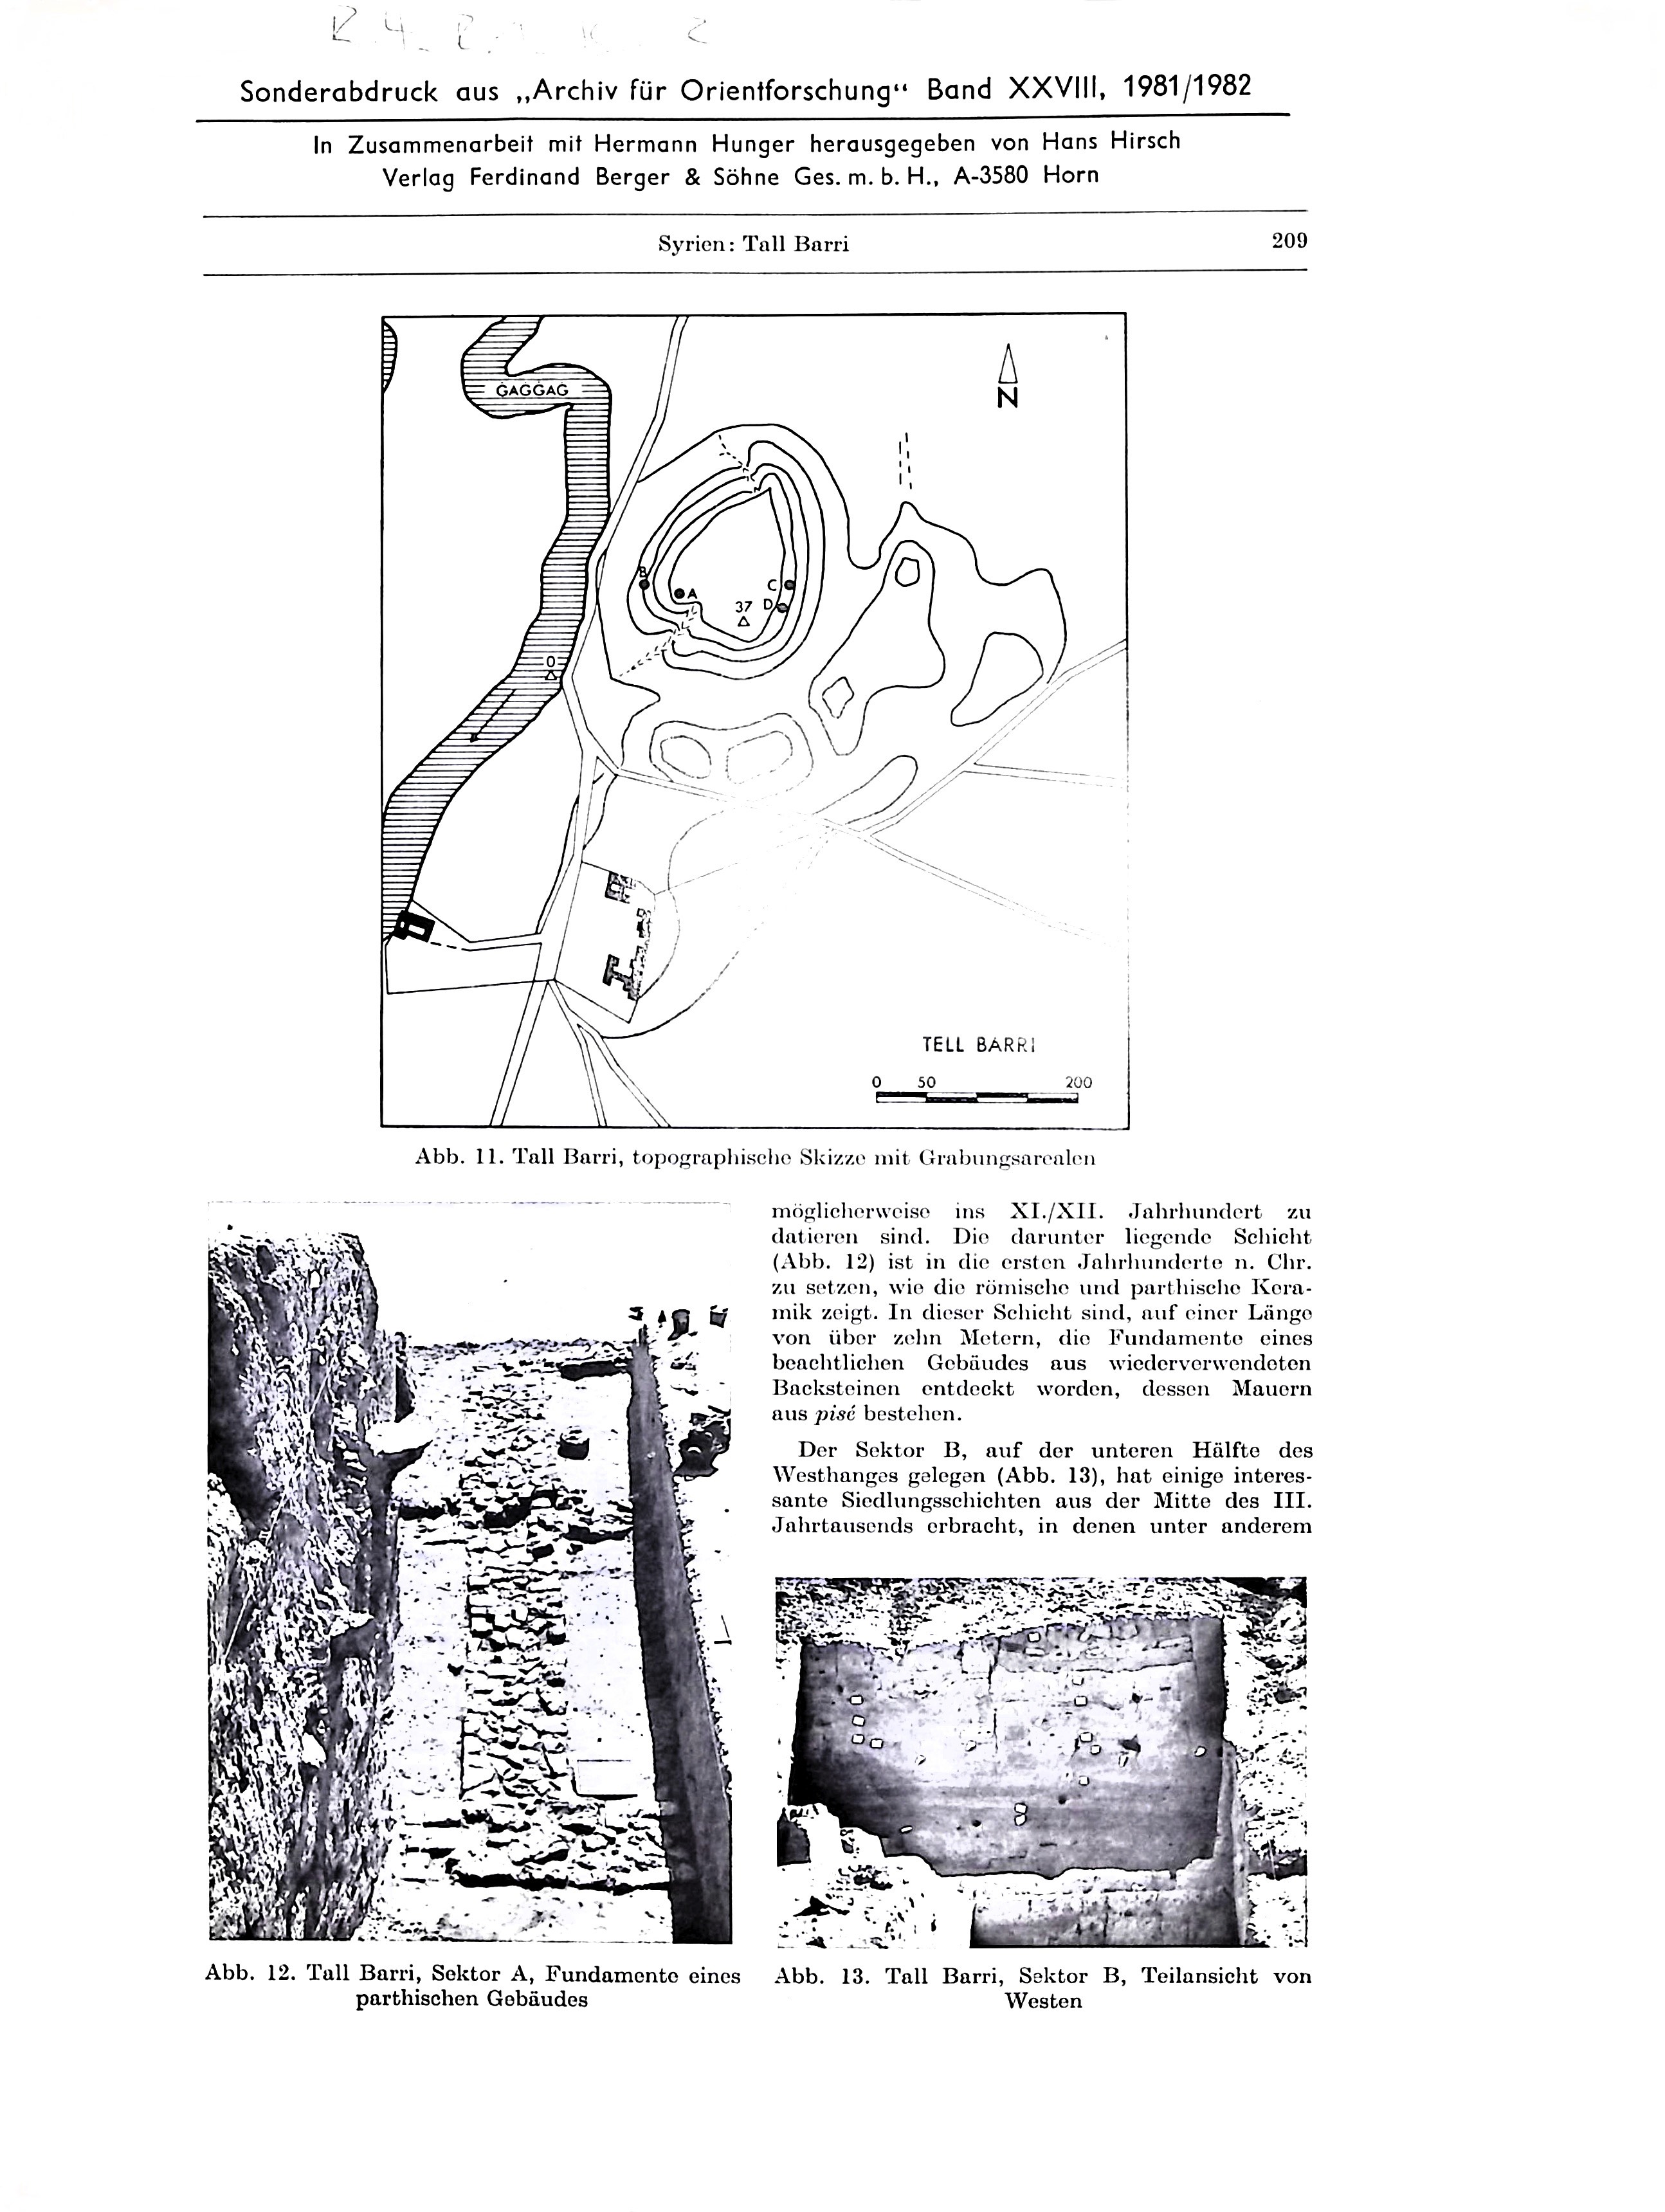 Sonderabdruck aus „Archiv für Orientforschung“ Band XXVIII, 1981/1982
In Zusammenarbeit mit Hermann Hunger herausgegeben von Hans Hirsch
Verlag Ferdinand Berger & Söhne Ges. m. b. H., A-3580 Horn
Syrien: Tall Barri 209
GAGGAG
N
B
A
C
37 D
0
TELL BARRI
0 50 200
Abb. 11. Tall Barri, topographische Skizze mit Grabungsarealen
möglicherweise ins XI./XII. Jahrhundert zu
datieren sind. Die darunter liegende Schicht
(Abb. 12) ist in die ersten Jahrhunderte n. Chr.
zu setzen, wie die römische und parthische Kera-
mik zeigt. In dieser Schicht sind, auf einer Länge
von über zehn Metern, die Fundamente eines
beachtlichen Gebäudes aus wiederverwendeten
Backsteinen entdeckt worden, dessen Mauern
aus pisé bestehen.
Der Sektor B, auf der unteren Hälfte des
Westhanges gelegen (Abb. 13), hat einige interes-
sante Siedlungsschichten aus der Mitte des III.
Jahrtausends erbracht, in denen unter anderem
Abb. 12. Tall Barri, Sektor A, Fundamente eines
parthischen Gebäudes
Abb. 13. Tall Barri, Sektor B, Teilansicht von
Westen